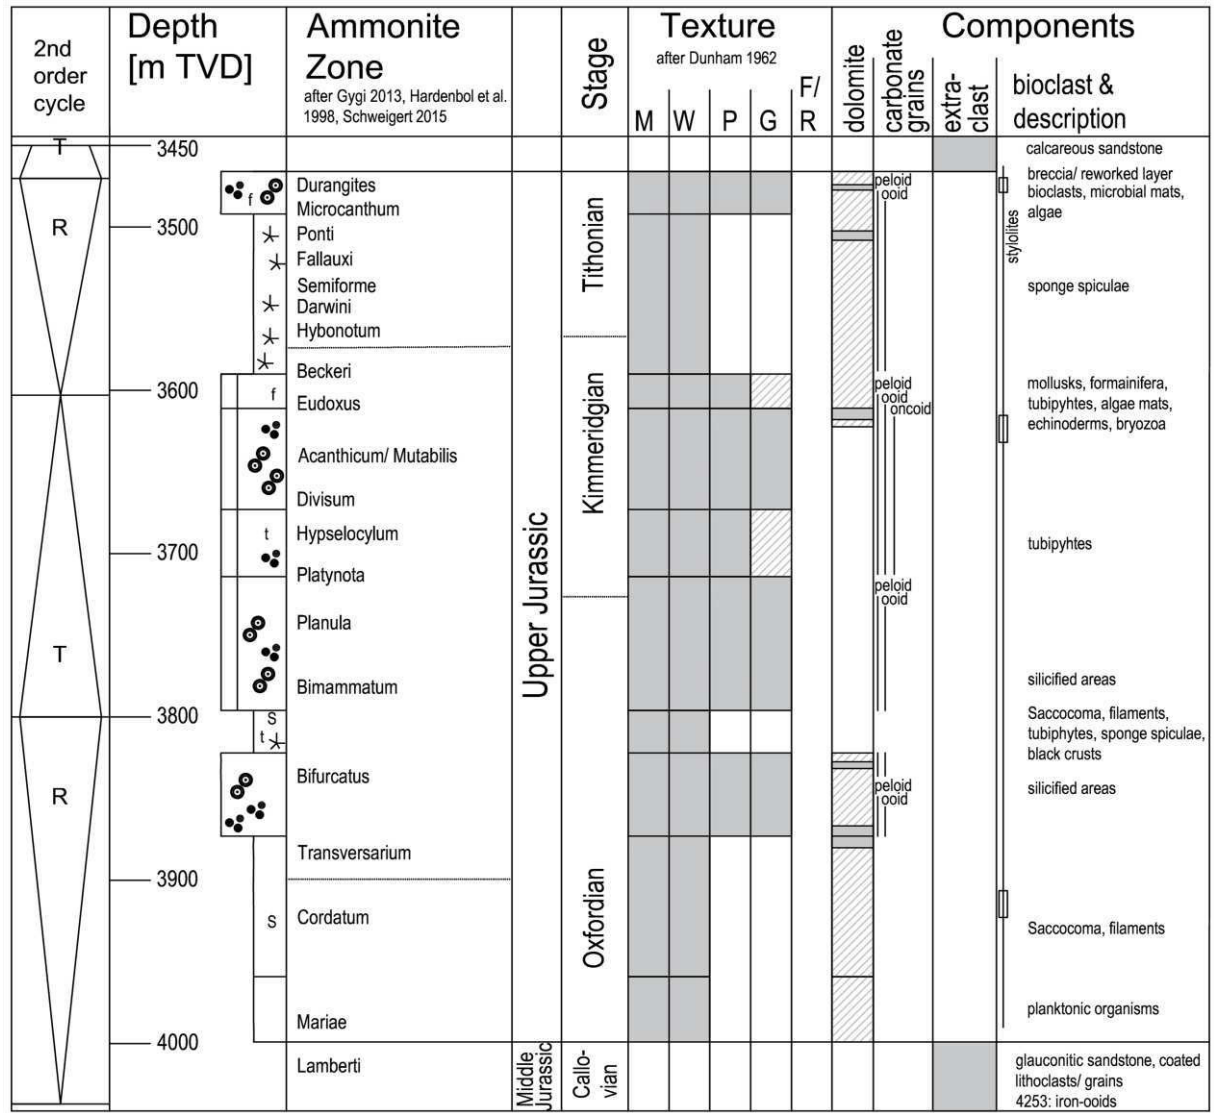 2nd
order
cycle
Depth
[m TVD]
Ammonite
Zone
after Gygi 2013, Hardenbol et al.
1998, Schweigert 2015
Stage
Texture
after Dunham 1962
M W P G F/
R
dolomite
carbonate
grains
Components
extra-
clast
bioclast &
description
T
R
T
R
3450
3500
3600
3700
3800
3900
4000
f
f
t
S
t
S
Durangites
Microcanthum
Ponti
Fallauxi
Semiforme
Darwini
Hybonotum
Beckeri
Eudoxus
Acanthicum/ Mutabilis
Divisum
Hypselocylum
Platynota
Planula
Bimammatum
Bifurcatus
Transversarium
Cordatum
Mariae
Lamberti
Upper Jurassic
Middle
Jurassic
Tithonian
Kimmeridgian
Oxfordian
Callo-
vian
peloid
ooid
peloid
ooid
oncoid
peloid
ooid
peloid
ooid
stylolites
calcareous sandstone
breccia/ reworked layer
bioclasts, microbial mats,
algae
sponge spiculae
mollusks, formainifera,
tubipyhtes, algae mats,
echinoderms, bryozoa
tubipyhtes
silicified areas
Saccocoma, filaments,
tubiphytes, sponge spiculae,
black crusts
silicified areas
Saccocoma, filaments
planktonic organisms
glauconitic sandstone, coated
lithoclasts/ grains
4253: iron-ooids